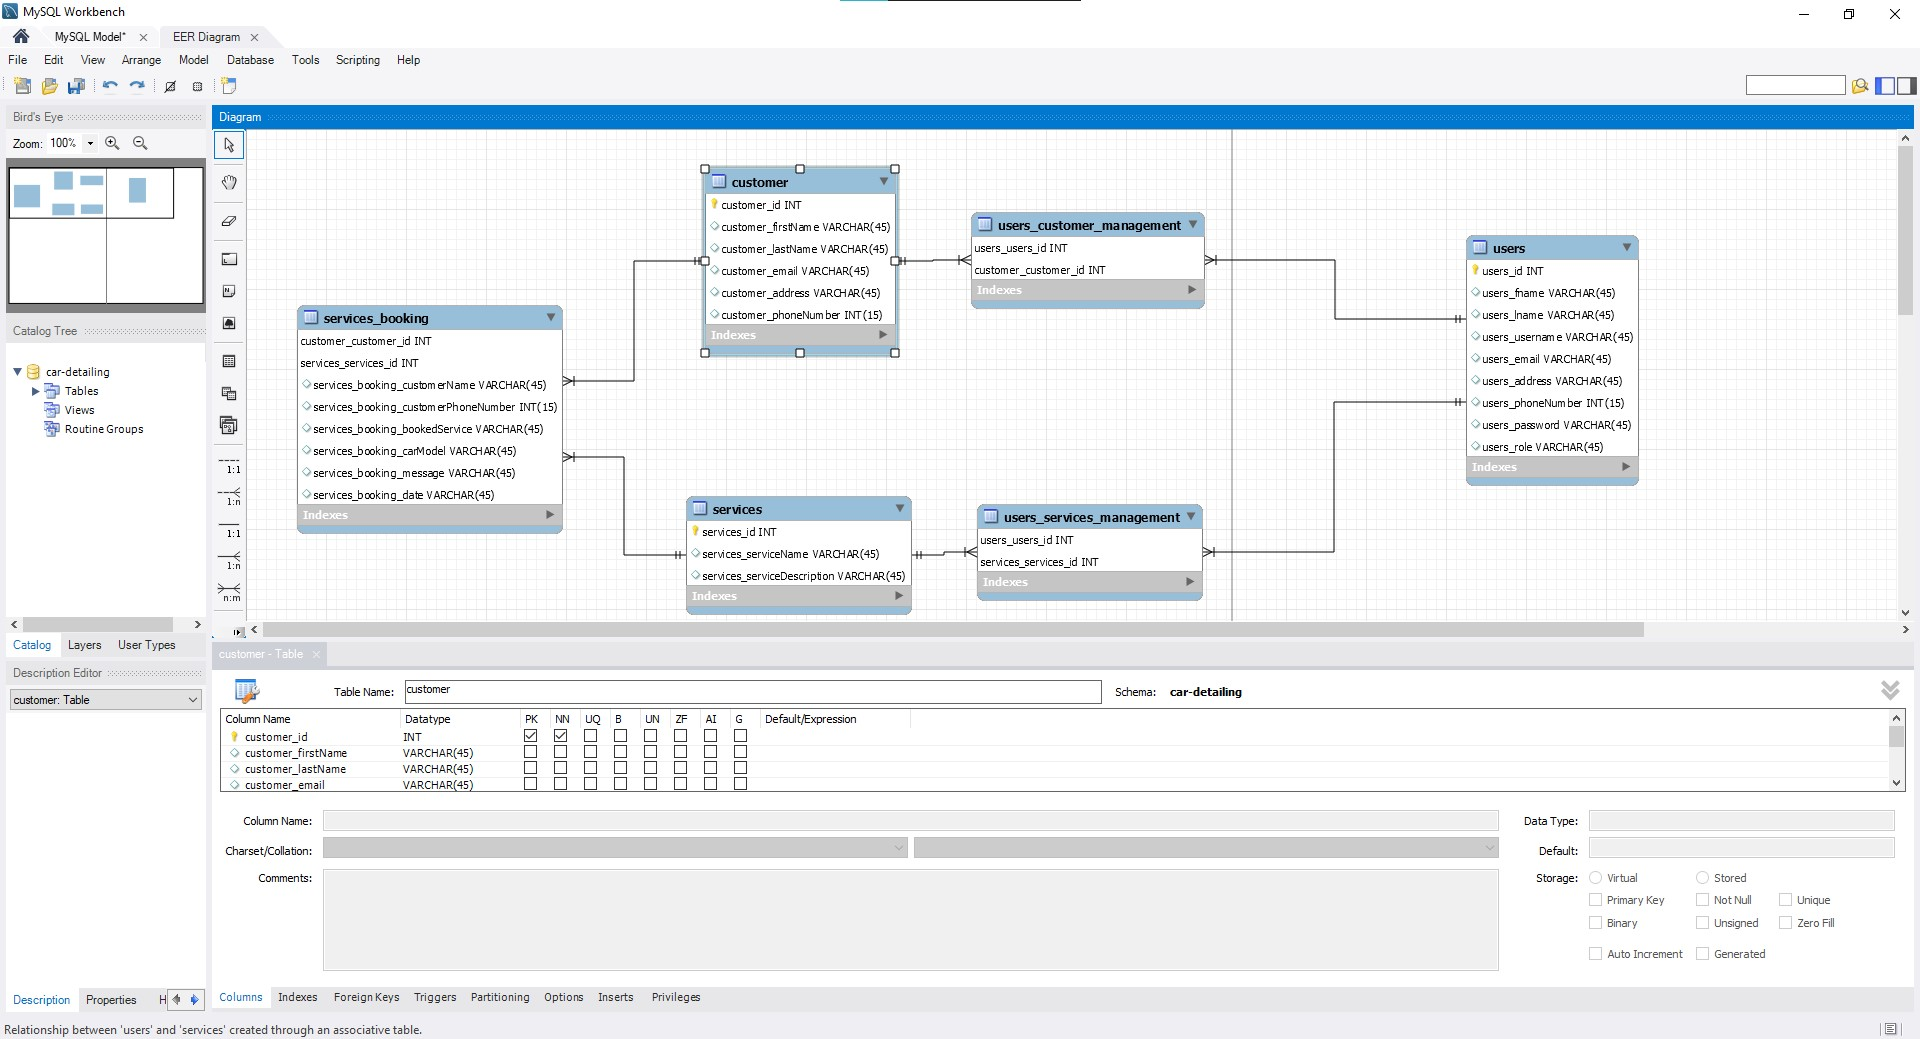 MySQL Workbench
MySQL Model*
EER Diagram
File Edit View Arrange Model Database Tools Scripting Help
Bird's Eye
Zoom: 100%
Catalog Tree
car-detailing
Tables
Views
Routine Groups
Catalog Layers User Types
Description Editor
customer: Table
Description Properties H
Diagram
1:1
1:n
1:1
1:n
n:m
services_booking
customer_customer_id INT
services_services_id INT
services_booking_customerName VARCHAR(45)
services_booking_customerPhoneNumber INT(15)
services_booking_bookedService VARCHAR(45)
services_booking_carModel VARCHAR(45)
services_booking_message VARCHAR(45)
services_booking_date VARCHAR(45)
Indexes
customer
customer_id INT
customer_firstName VARCHAR(45)
customer_lastName VARCHAR(45)
customer_email VARCHAR(45)
customer_address VARCHAR(45)
customer_phoneNumber INT(15)
Indexes
users_customer_management
users_users_id INT
customer_customer_id INT
Indexes
users
users_id INT
users_fname VARCHAR(45)
users_lname VARCHAR(45)
users_username VARCHAR(45)
users_email VARCHAR(45)
users_address VARCHAR(45)
users_phoneNumber INT(15)
users_password VARCHAR(45)
users_role VARCHAR(45)
Indexes
services
services_id INT
services_serviceName VARCHAR(45)
services_serviceDescription VARCHAR(45)
Indexes
users_services_management
users_users_id INT
services_services_id INT
Indexes
customer - Table
Table Name: customer Schema: car-detailing
Column Name Datatype PK NN UQ B UN ZF AI G Default/Expression
customer_id INT
customer_firstName VARCHAR(45)
customer_lastName VARCHAR(45)
customer_email VARCHAR(45)
Column Name: Data Type:
Charset/Collation: Default:
Comments: Storage: Virtual Stored
Primary Key Not Null Unique
Binary Unsigned Zero Fill
Auto Increment Generated
Columns Indexes Foreign Keys Triggers Partitioning Options Inserts Privileges
Relationship between 'users' and 'services' created through an associative table.